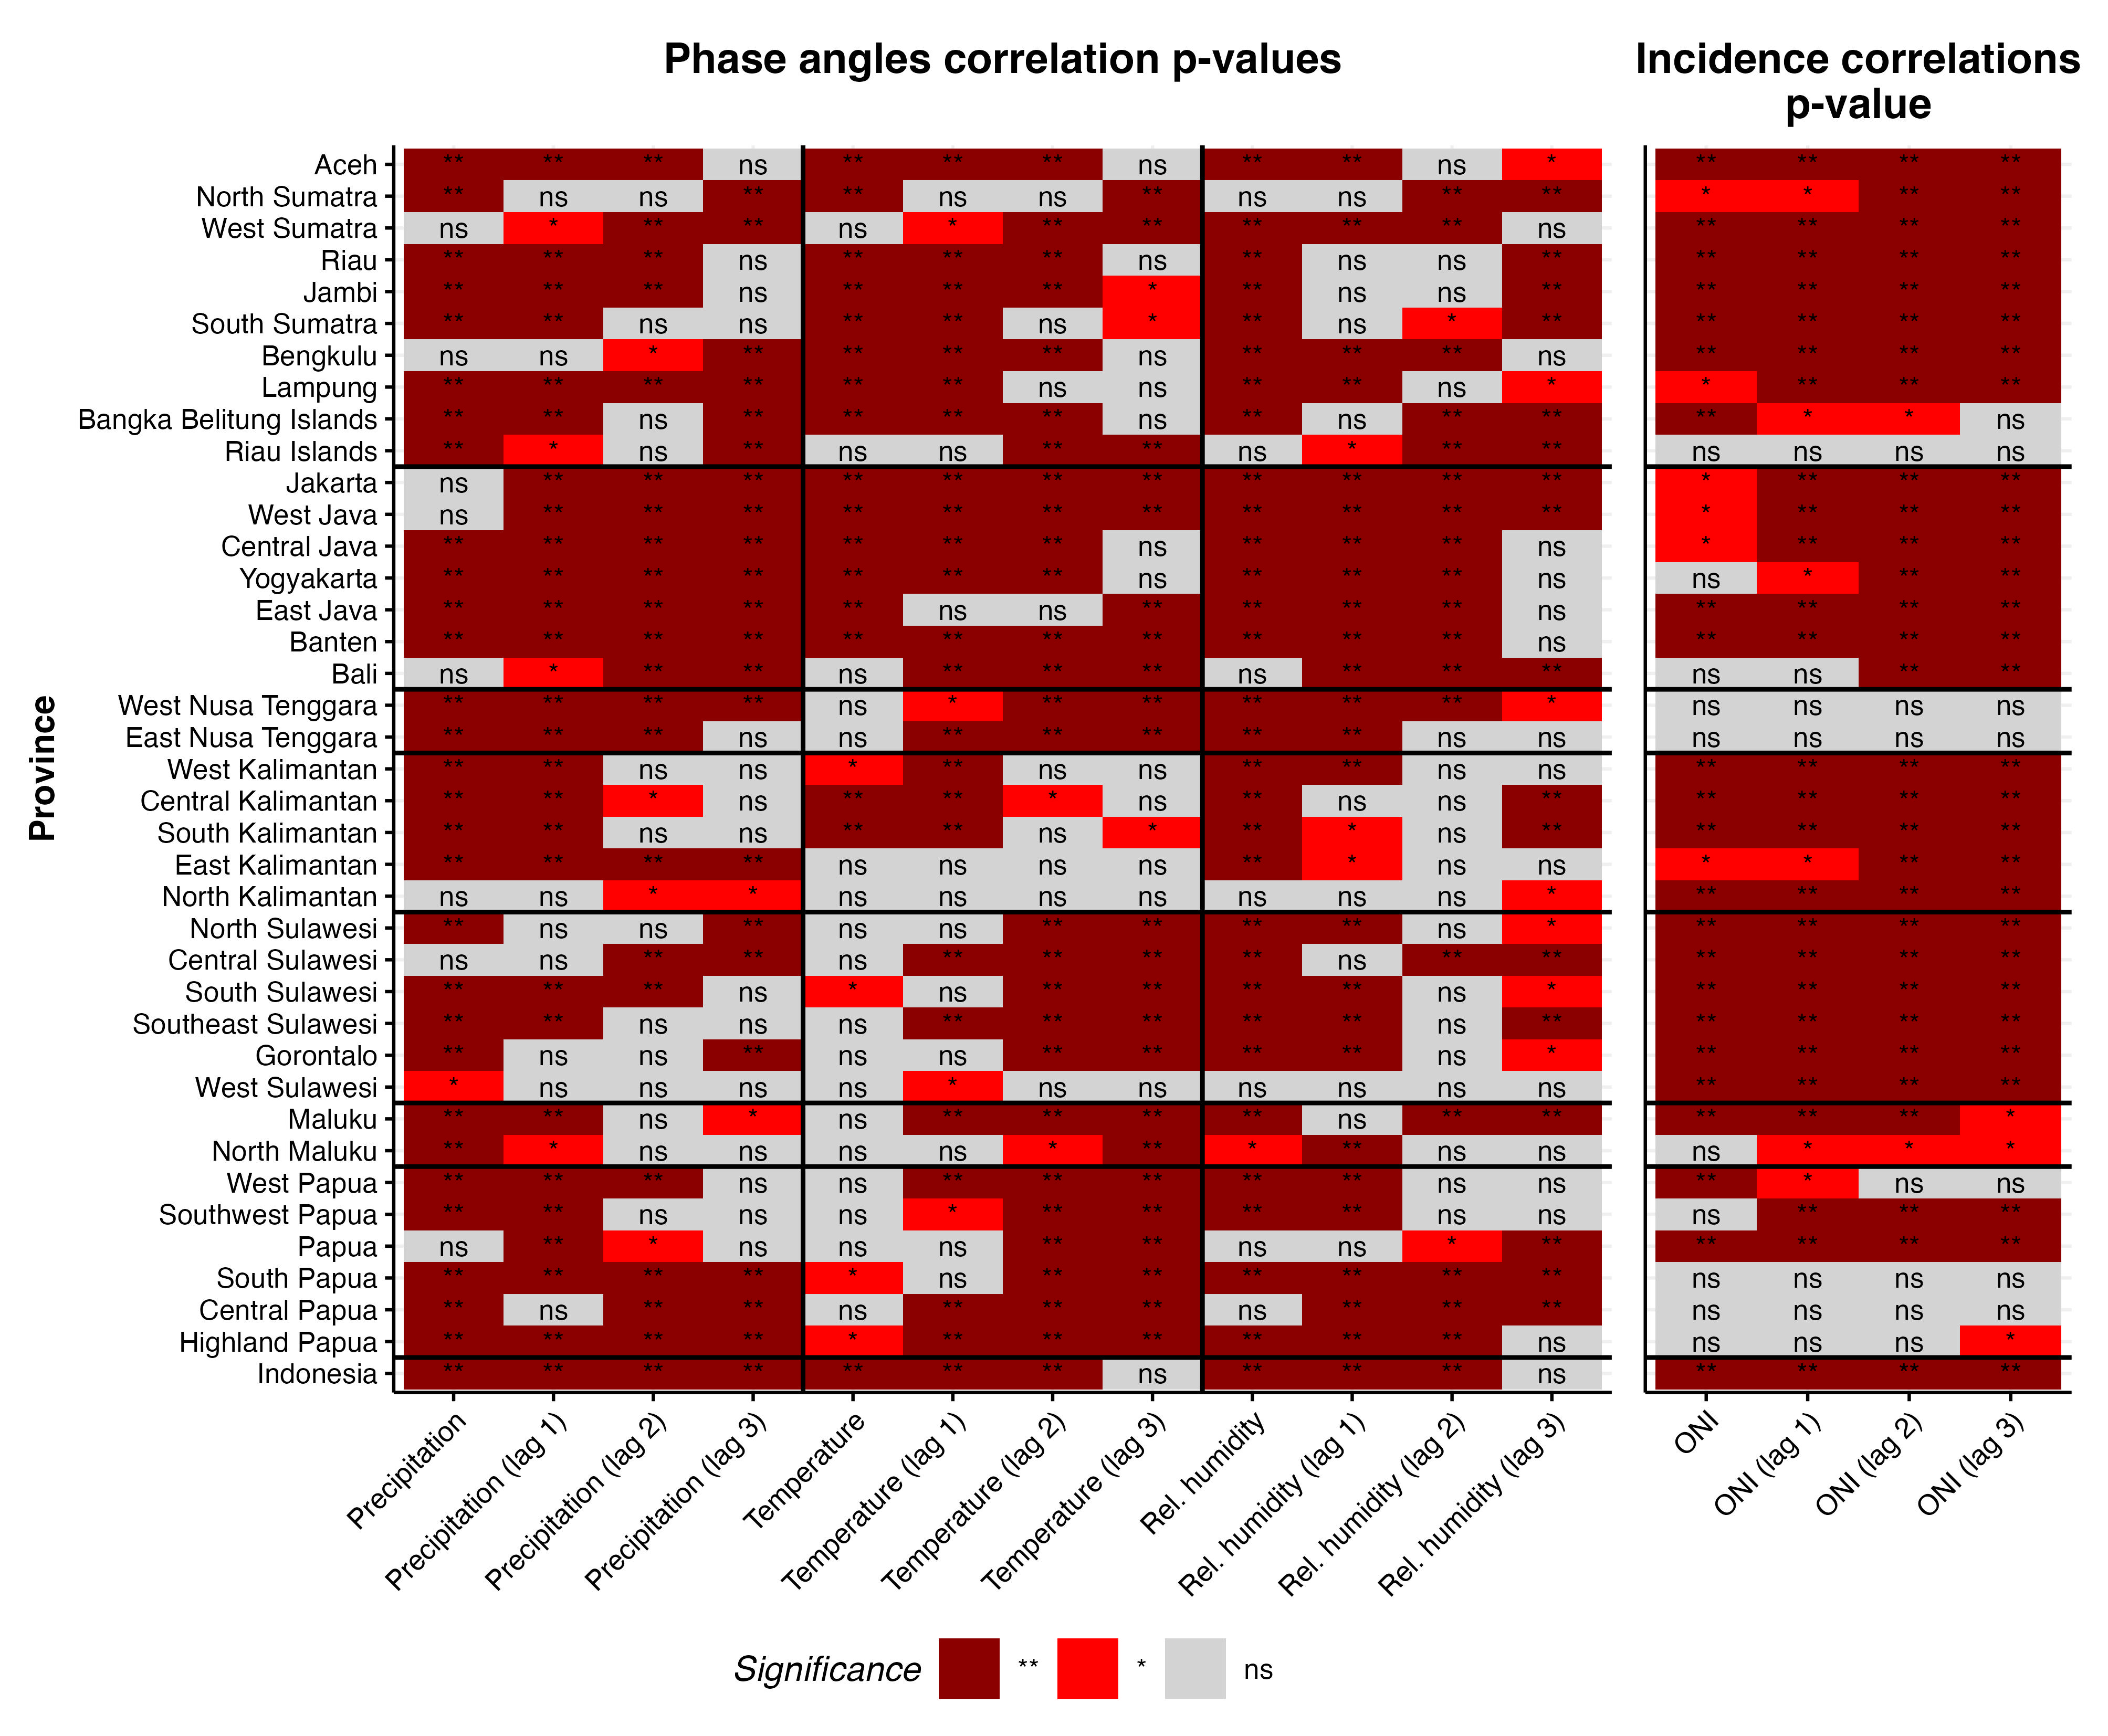 Phase angles correlation p-values
Incidence correlations
p-value
Province
Aceh ** ** ** ns ** ** ** ns ** ** ns * ** ** ** **
North Sumatra ** ns ns ** ** ns ns ** ns ns ** ** * * ** **
West Sumatra ns * ** ** ns * ** ** ** ** ** ns ** ** ** **
Riau ** ** ** ns ** ** ** ns ** ns ns ** ** ** ** **
Jambi ** ** ** ns ** ** ** * ** ns ns ** ** ** ** **
South Sumatra ** ** ns ns ** ** ns * ** ns * ** ** ** ** **
Bengkulu ns ns * ** ** ** ** ns ** ** ** ns ** ** ** **
Lampung ** ** ** ** ** ** ns ns ** ** ns * * ** ** **
Bangka Belitung Islands ** ** ns ** ** ** ** ns ** ns ** ** ** * * ns
Riau Islands ** * ns ** ns ns ** ** ns * ** ** ns ns ns ns
Jakarta ns ** ** ** ** ** ** ** ** ** ** ** * ** ** **
West Java ns ** ** ** ** ** ** ** ** ** ** ** * ** ** **
Central Java ** ** ** ** ** ** ** ns ** ** ** ns * ** ** **
Yogyakarta ** ** ** ** ** ** ** ns ** ** ** ns ns * ** **
East Java ** ** ** ** ** ns ns ** ** ** ** ns ** ** ** **
Banten ** ** ** ** ** ** ** ** ** ** ** ns ** ** ** **
Bali ns * ** ** ns ** ** ** ns ** ** ** ns ns ** **
West Nusa Tenggara ** ** ** ** ns * ** ** ** ** ** * ns ns ns ns
East Nusa Tenggara ** ** ** ns ns ** ** ** ** ** ns ns ns ns ns ns
West Kalimantan ** ** ns ns * ** ns ns ** ** ns ns ** ** ** **
Central Kalimantan ** ** * ns ** ** * ns ** ns ns ** ** ** ** **
South Kalimantan ** ** ns ns ** ** ns * ** * ns ** ** ** ** **
East Kalimantan ** ** ** ** ns ns ns ns ** * ns ns * * ** **
North Kalimantan ns ns * * ns ns ns ns ns ns ns * ** ** ** **
North Sulawesi ** ns ns ** ns ns ** ** ** ** ns * ** ** ** **
Central Sulawesi ns ns ** ** ns ** ** ** ** ns ** ** ** ** ** **
South Sulawesi ** ** ** ns * ns ** ** ** ** ns * ** ** ** **
Southeast Sulawesi ** ** ns ns ns ** ** ** ** ** ns ** ** ** ** **
Gorontalo ** ns ns ** ns ns ** ** ** ** ns * ** ** ** **
West Sulawesi * ns ns ns ns * ns ns ns ns ns ns ** ** ** **
Maluku ** ** ns * ns ** ** ** ** ns ** ** ** ** ** *
North Maluku ** * ns ns ns ns * ** * ** ns ns ns * * *
West Papua ** ** ** ns ns ** ** ** ** ** ns ns ** * ns ns
Southwest Papua ** ** ns ns ns * ** ** ** ** ns ns ns ** ** **
Papua ns ** * ns ns ns ** ** ns ns * ** ** ** ** **
South Papua ** ** ** ** * ns ** ** ** ** ** ** ns ns ns ns
Central Papua ** ns ** ** ns ** ** ** ns ** ** ** ns ns ns ns
Highland Papua ** ** ** ** * ** ** ** ** ** ** ns ns ns ns *
Indonesia ** ** ** ** ** ** ** ns ** ** ** ns ** ** ** **
Precipitation
Precipitation (lag 1)
Precipitation (lag 2)
Precipitation (lag 3)
Temperature
Temperature (lag 1)
Temperature (lag 2)
Temperature (lag 3)
Rel. humidity
Rel. humidity (lag 1)
Rel. humidity (lag 2)
Rel. humidity (lag 3)
ONI
ONI (lag 1)
ONI (lag 2)
ONI (lag 3)
Significance ** * ns